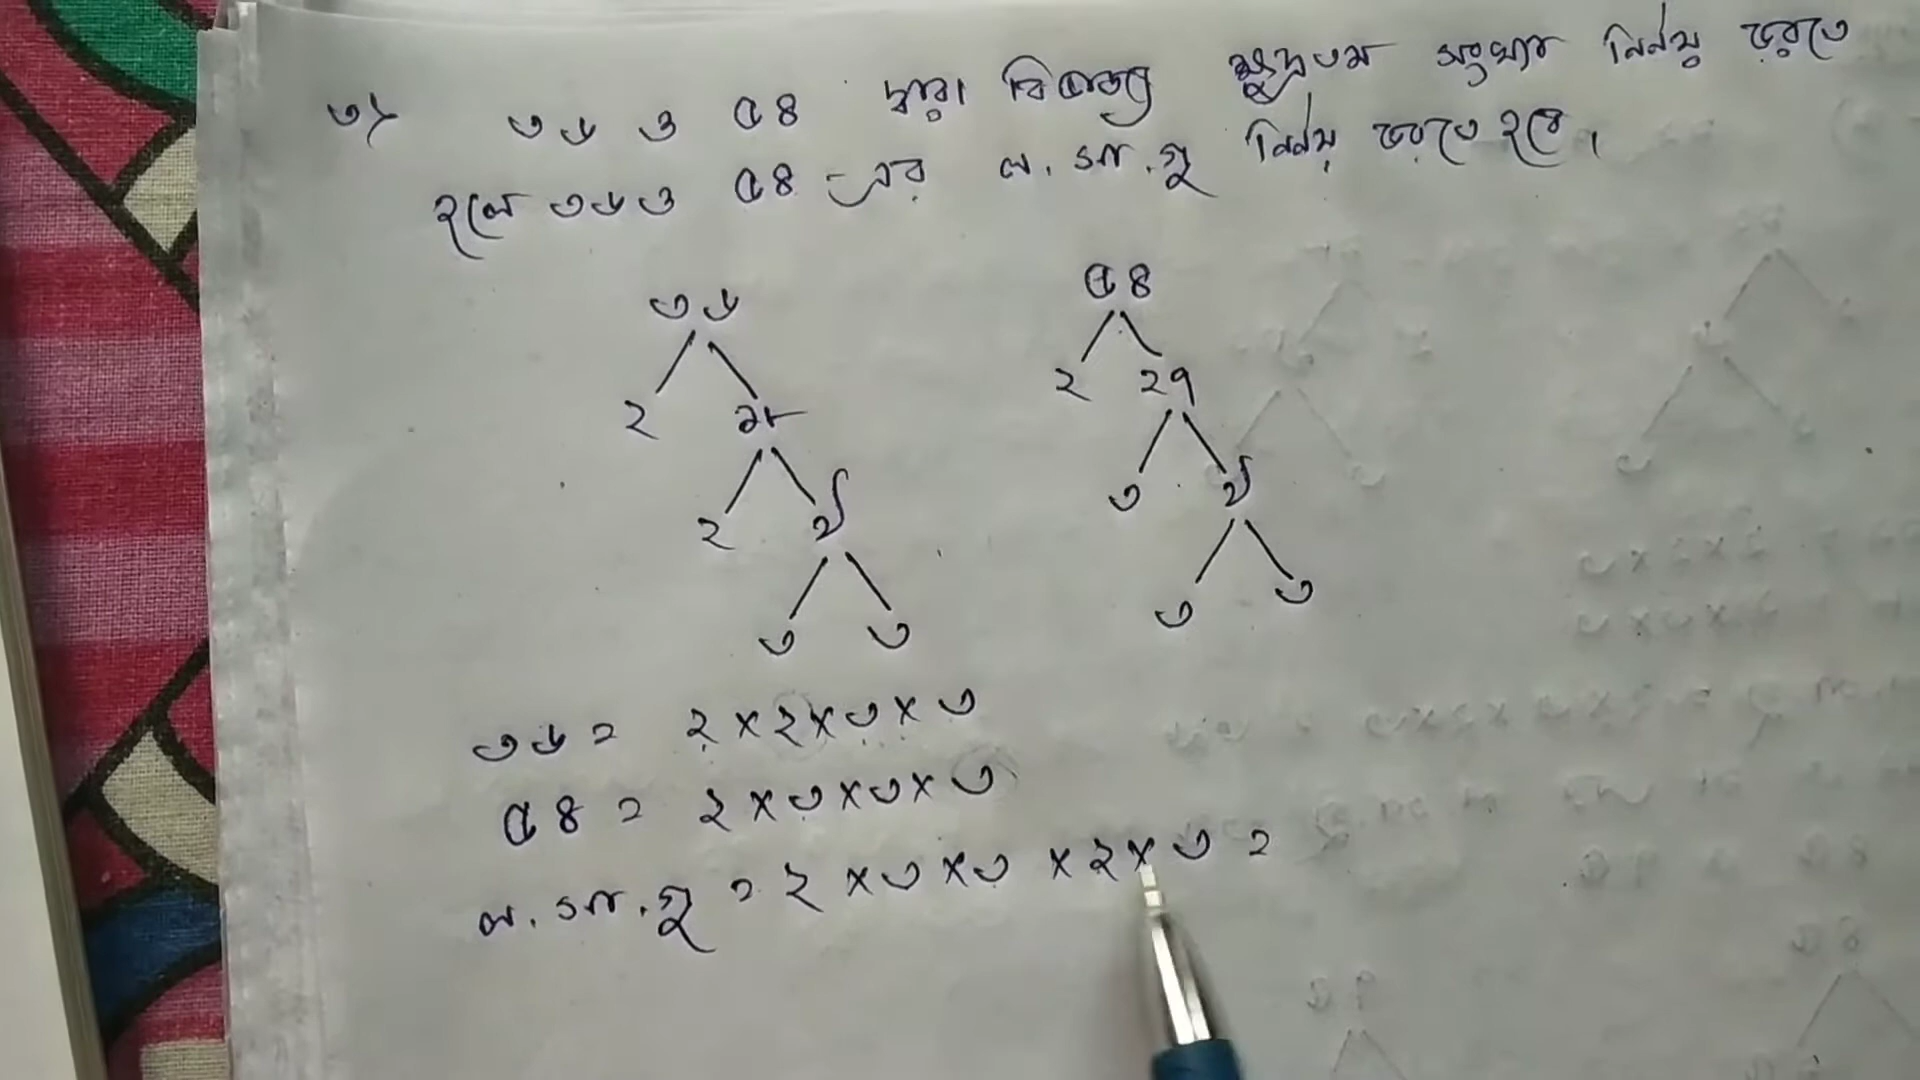 ৩। ৩৬ ও ৫৪ দ্বারা বিভাজ্য ক্ষুদ্রতম সংখ্যা নির্ণয় করতে
হলে ৩৬ ও ৫৪ -এর ল. সা. গু নির্ণয় করতে হবে।
৩৬ ৫৪
২ ১৮ ২ ২৭
২ ৯ ৩ ৯
৩ ৩ ৩ ৩
৩৬ = ২ × ২ × ৩ × ৩
৫৪ = ২ × ৩ × ৩ × ৩
ল. সা. গু = ২ × ৩ × ৩ × ২ × ৩ =